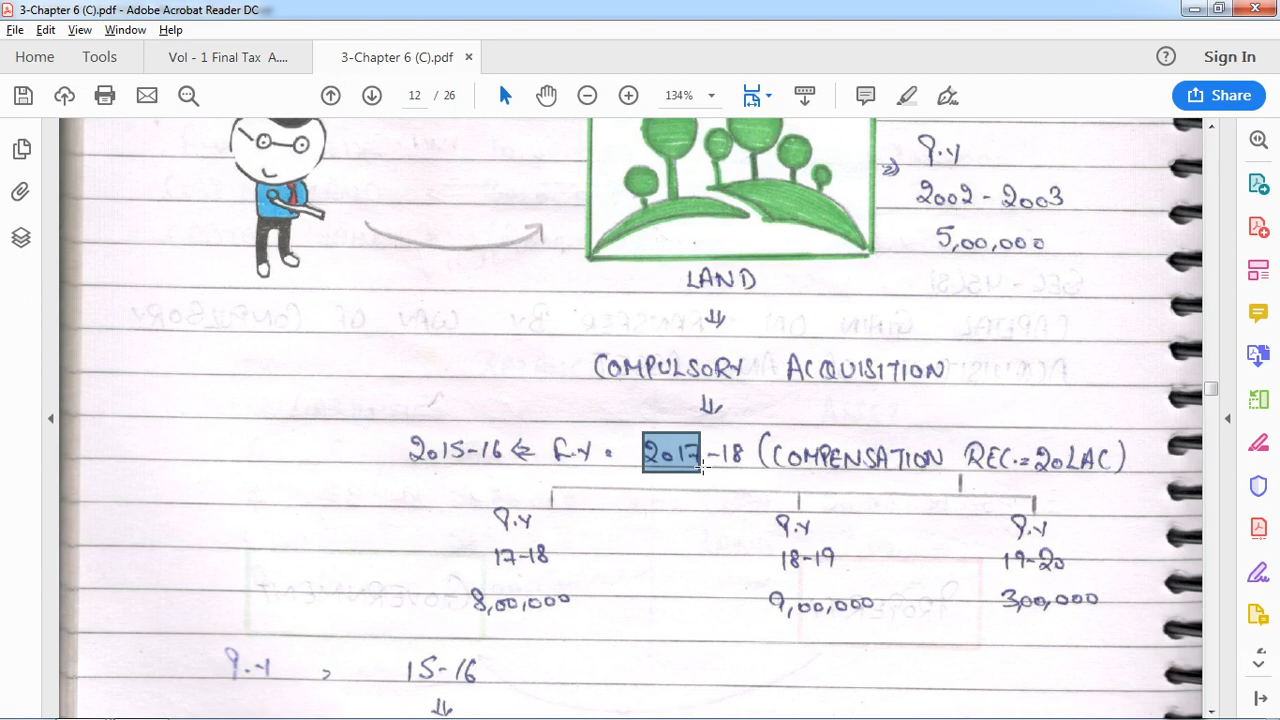 3-Chapter 6 (C).pdf - Adobe Acrobat Reader DC
File Edit View Window Help
Home Tools Vol - 1 Final Tax A.... 3-Chapter 6 (C).pdf × Sign In
12 / 26 134% Share
P.Y
2002 - 2003
5,00,000
LAND
COMPULSORY ACQUISITION
2015-16 F.Y. 2017-18 (COMPENSATION REC. = 20 LAC)
P.Y P.Y P.Y
17-18 18-19 19-20
8,00,000 9,00,000 3,00,000
P.Y , 15-16